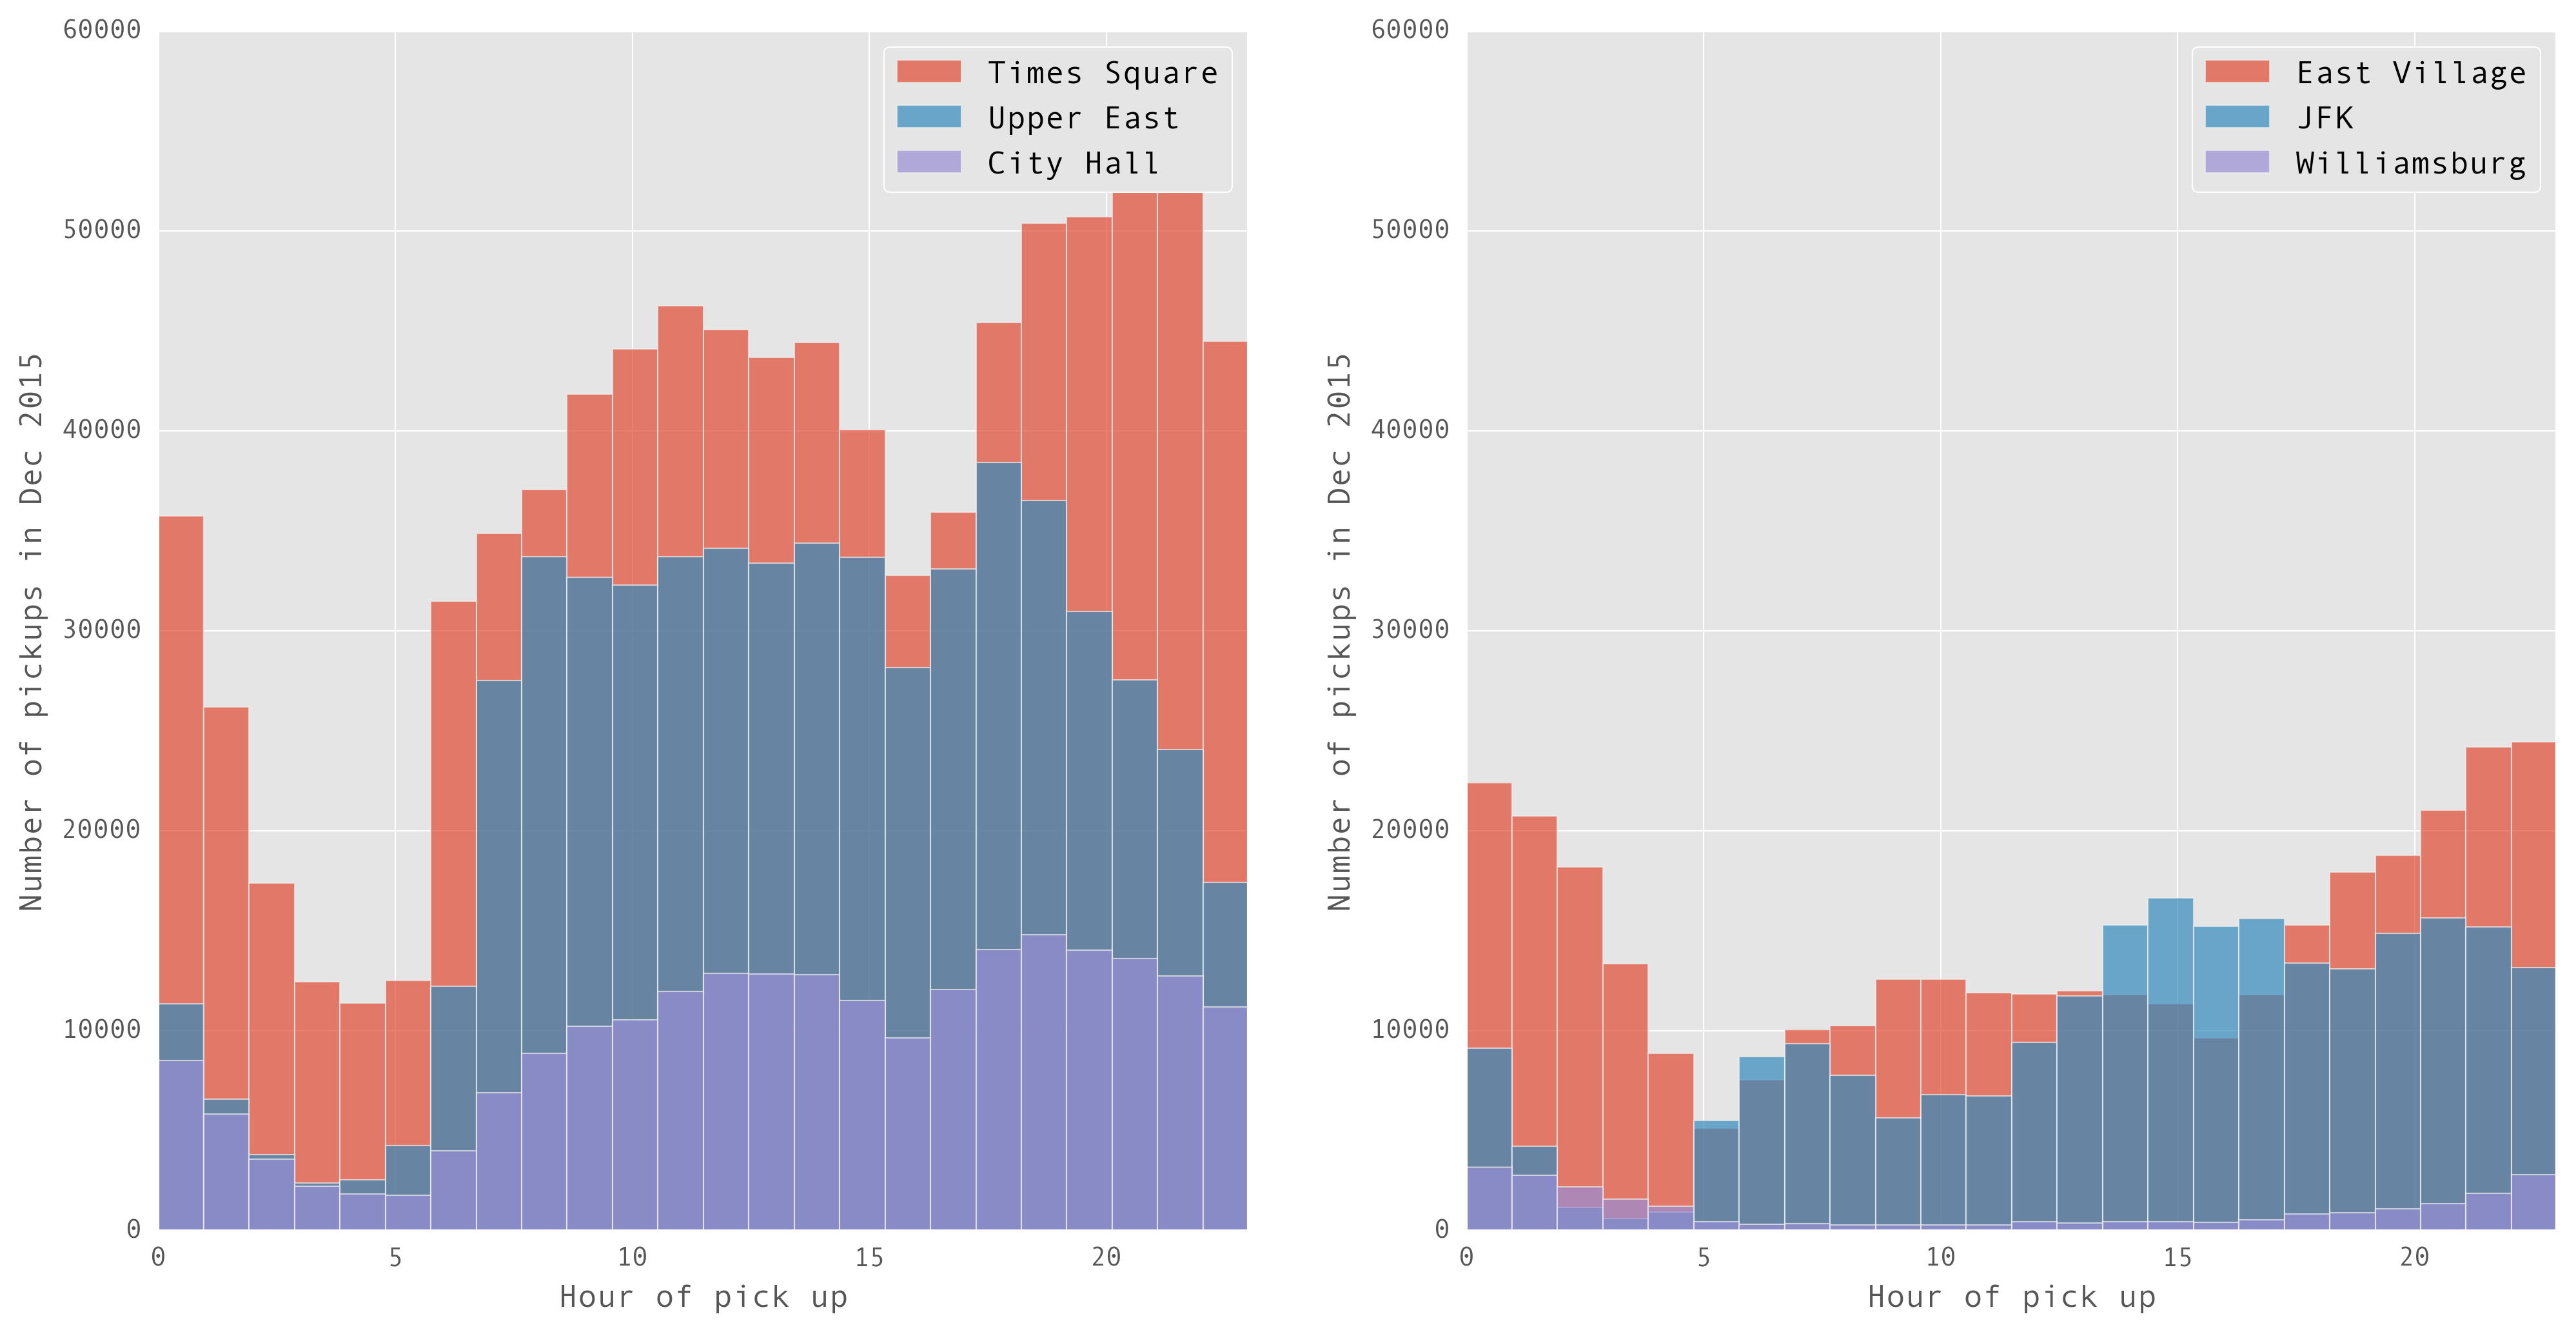 60000
50000
40000
30000
20000
10000
0
Number of pickups in Dec 2015
Times Square
Upper East
City Hall
0 5 10 15 20
Hour of pick up
60000
50000
40000
30000
20000
10000
0
Number of pickups in Dec 2015
East Village
JFK
Williamsburg
0 5 10 15 20
Hour of pick up